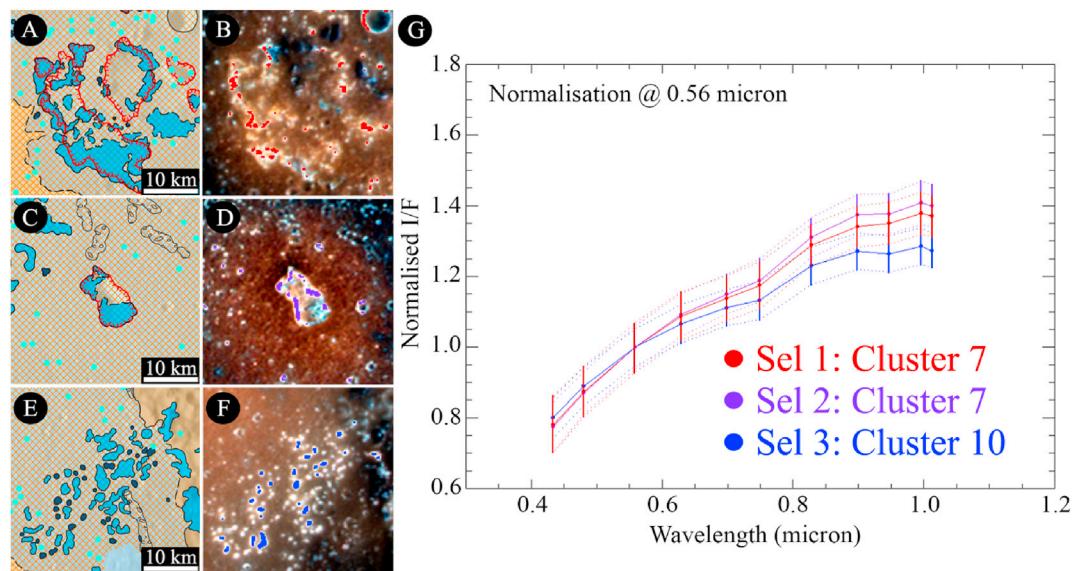 A
10 km
B
C
10 km
D
E
10 km
F
G
Normalisation @ 0.56 micron
Normalised I/F
1.8
1.6
1.4
1.2
1.0
0.8
0.6
Sel 1: Cluster 7
Sel 2: Cluster 7
Sel 3: Cluster 10
0.4 0.6 0.8 1.0 1.2
Wavelength (micron)